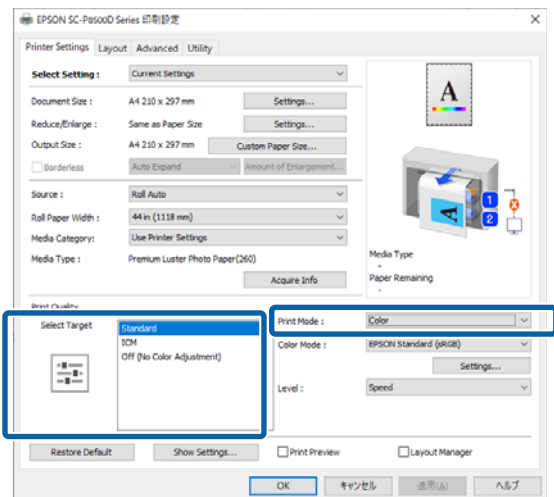 EPSON SC-P8500D Series 印刷設定
Printer Settings Layout Advanced Utility
Select Setting : Current Settings
Document Size : A4 210 x 297 mm Settings...
Reduce/Enlarge : Same as Paper Size Settings...
Output Size : A4 210 x 297 mm Custom Paper Size...
Borderless Auto Expand Amount of Enlargement...
Source : Roll Auto
Roll Paper Width : 44 in (1118 mm)
Media Category: Use Printer Settings
Media Type : Premium Luster Photo Paper(260)
Acquire Info
A
A
1
2
Media Type
-
Paper Remaining
-
Print Quality
Select Target
Standard
ICM
Off (No Color Adjustment)
Print Mode : Color
Color Mode : EPSON Standard (sRGB)
Settings...
Level : Speed
Restore Default Show Settings... Print Preview Layout Manager
OK キャンセル 適用(A) ヘルプ